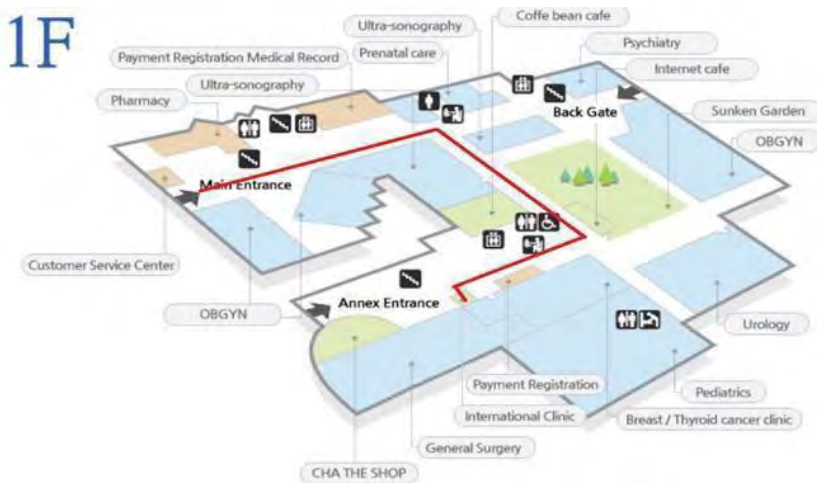 1F
Coffe bean cafe
Ultra-sonography
Psychiatry
Payment Registration Medical Record
Prenatal care
Internet cafe
Ultra-sonography
Pharmacy
Back Gate
Sunken Garden
OBGYN
Main Entrance
Customer Service Center
Annex Entrance
OBGYN
Urology
Payment Registration
Pediatrics
International Clinic
Breast / Thyroid cancer clinic
General Surgery
CHA THE SHOP